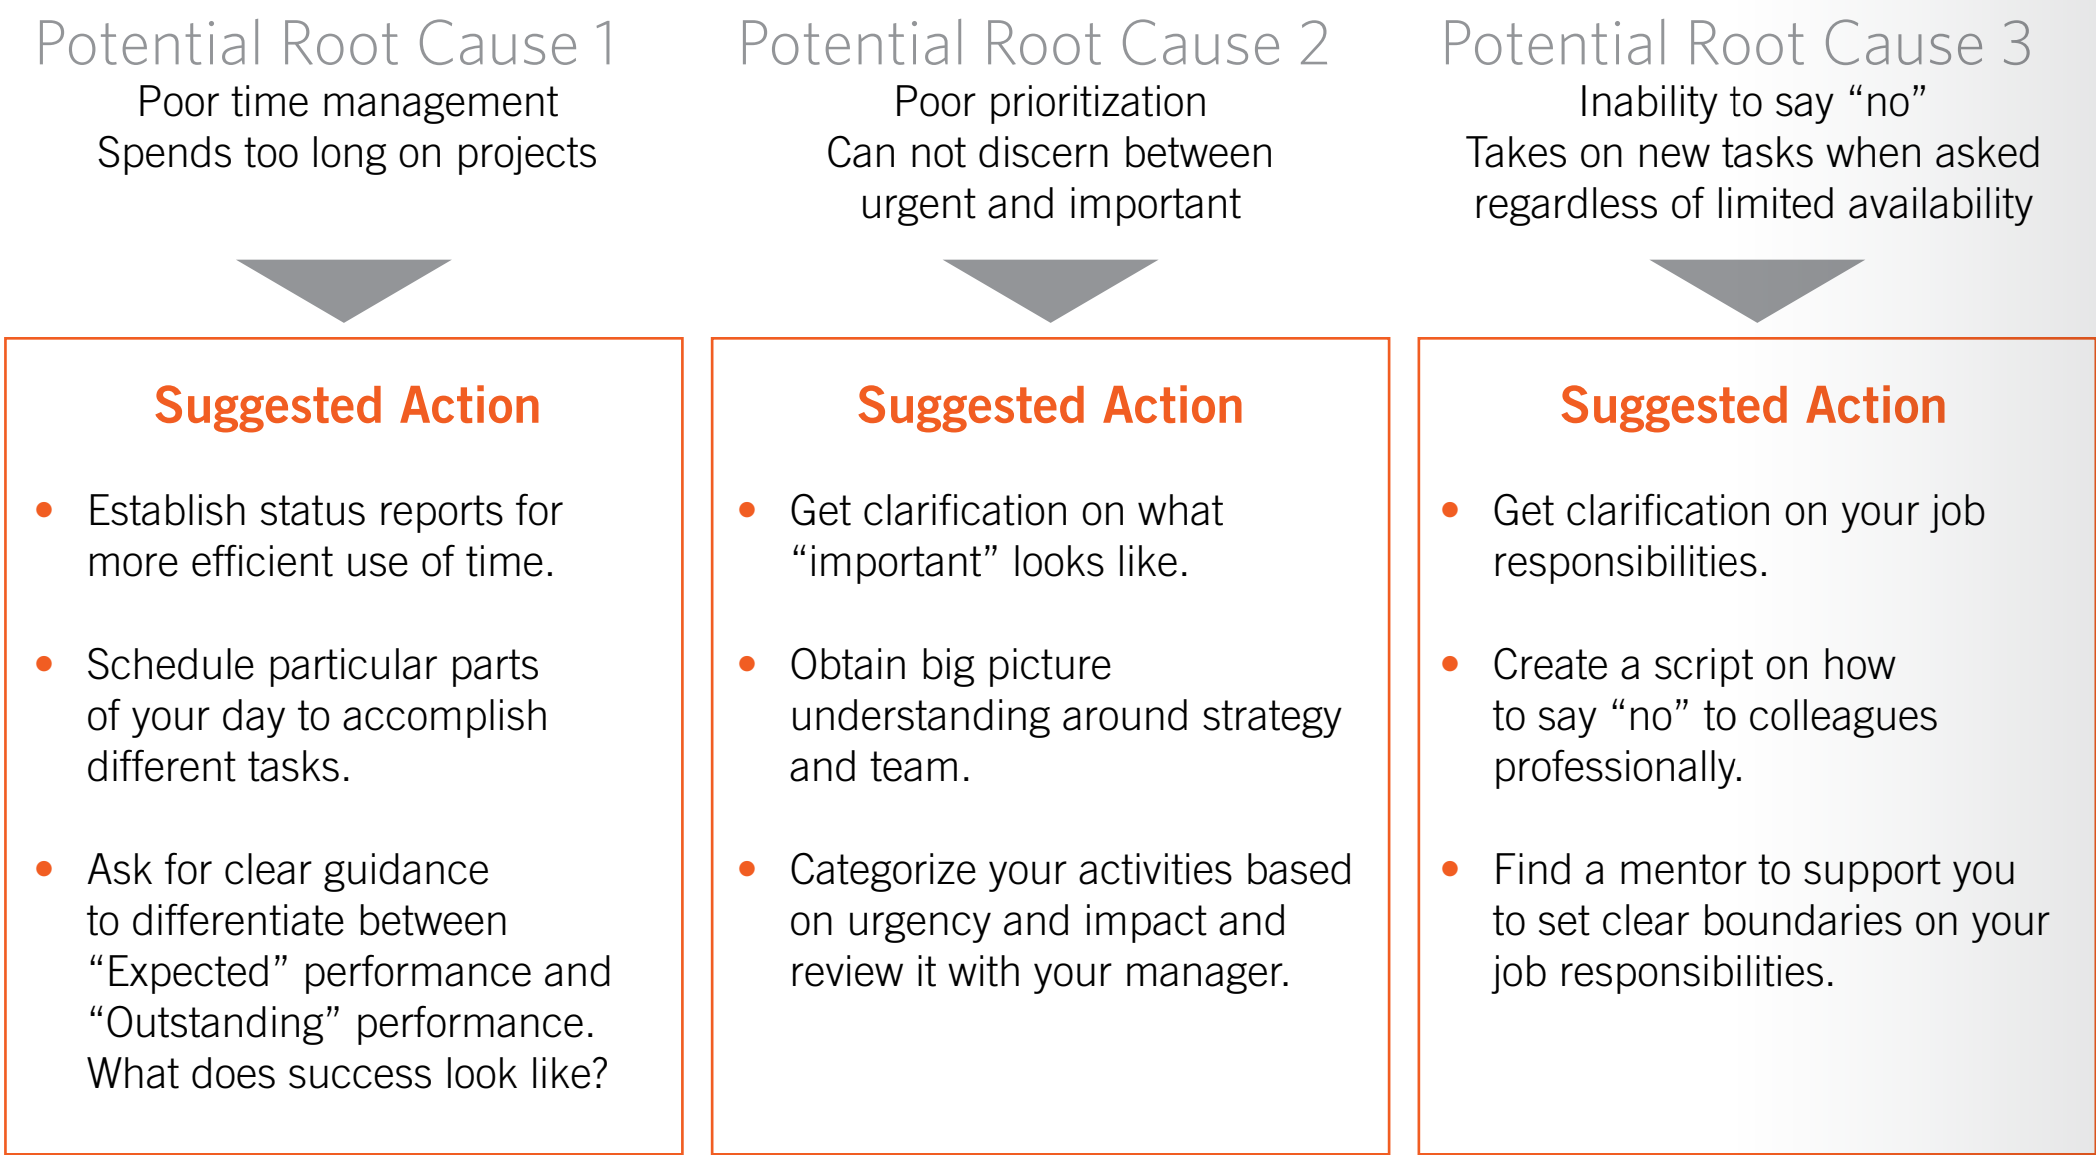 Potential Root Cause 1
Poor time management
Spends too long on projects
Suggested Action
• Establish status reports for
more efficient use of time.
• Schedule particular parts
of your day to accomplish
different tasks.
• Ask for clear guidance
to differentiate between
“Expected” performance and
“Outstanding” performance.
What does success look like?
Potential Root Cause 2
Poor prioritization
Can not discern between
urgent and important
Suggested Action
• Get clarification on what
“important” looks like.
• Obtain big picture
understanding around strategy
and team.
• Categorize your activities based
on urgency and impact and
review it with your manager.
Potential Root Cause 3
Inability to say “no”
Takes on new tasks when asked
regardless of limited availability
Suggested Action
• Get clarification on your job
responsibilities.
• Create a script on how
to say “no” to colleagues
professionally.
• Find a mentor to support you
to set clear boundaries on your
job responsibilities.